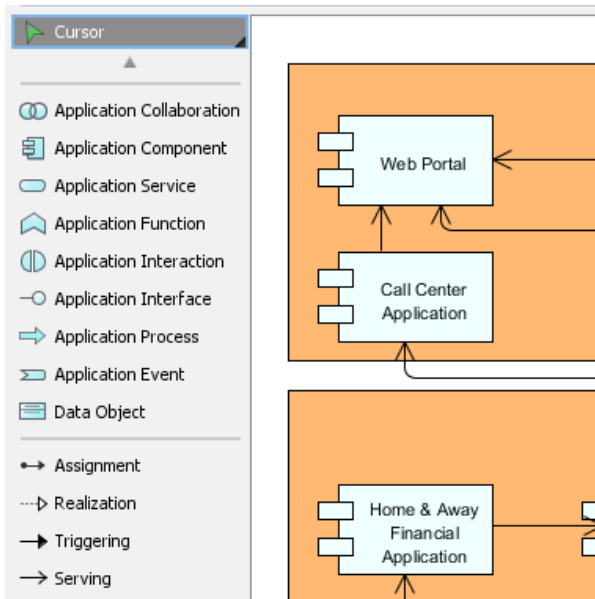 Cursor
Application Collaboration
Application Component
Application Service
Application Function
Application Interaction
Application Interface
Application Process
Application Event
Data Object
Assignment
Realization
Triggering
Serving
Web Portal
Call Center
Application
Home & Away
Financial
Application